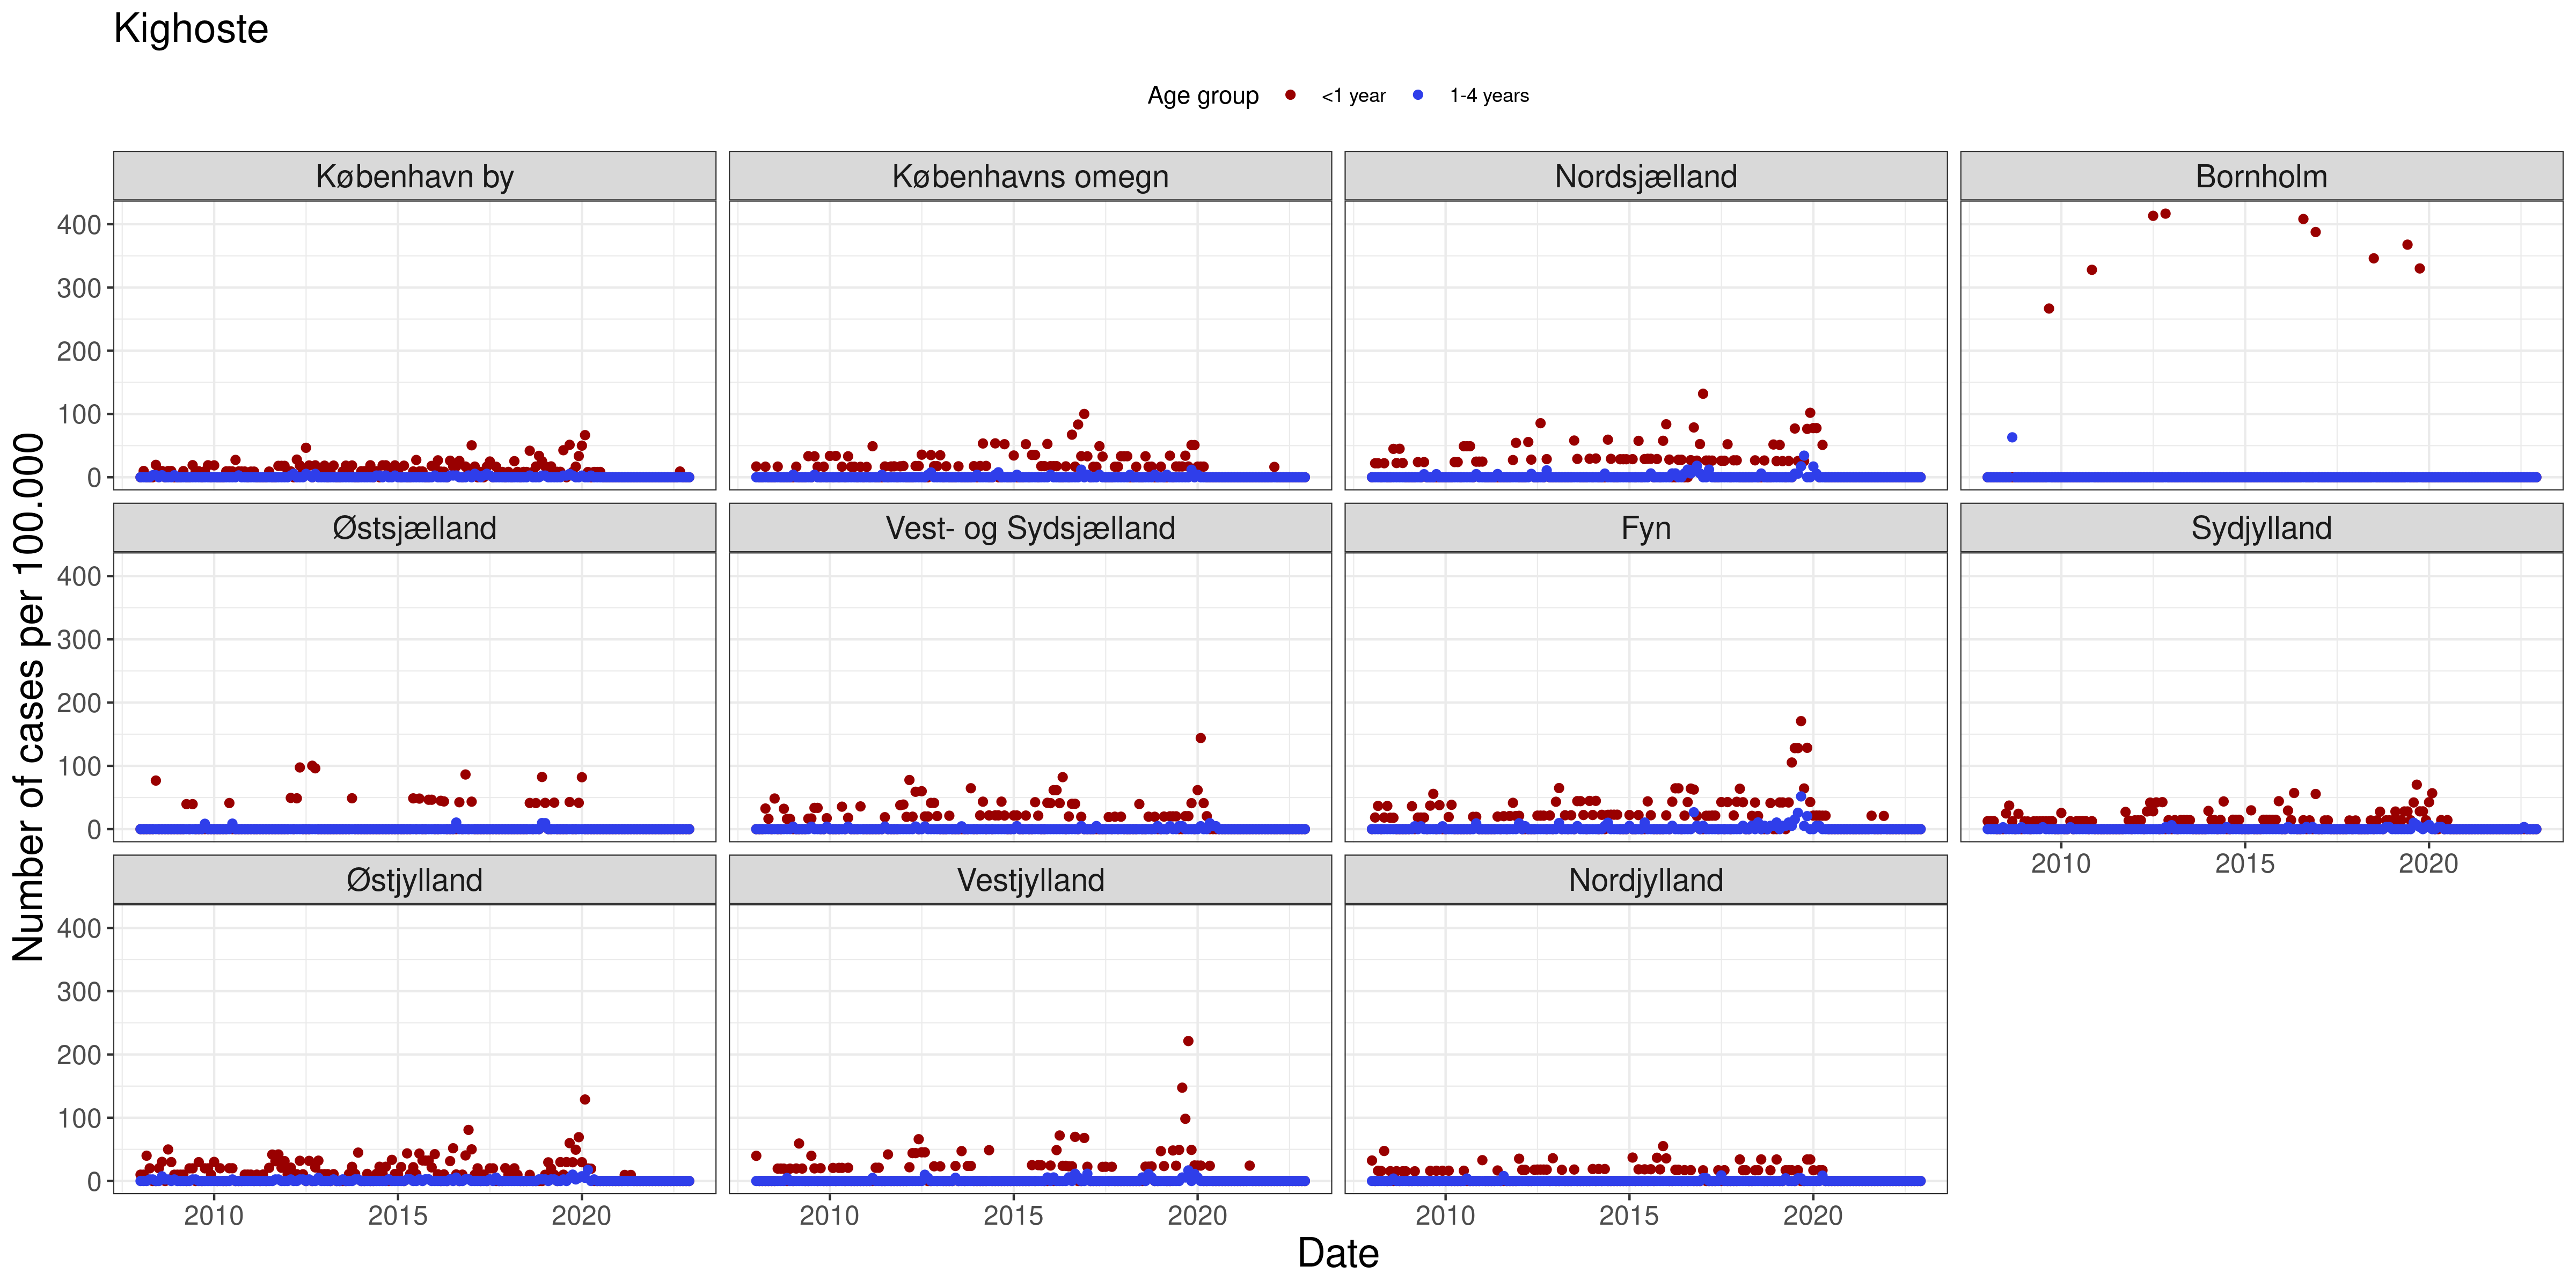 Kighoste
Age group <1 year 1-4 years
København by Københavns omegn Nordsjælland Bornholm
400
300
200
100
0
Østsjælland Vest- og Sydsjælland Fyn Sydjylland
400
300
200
100
0
2010 2015 2020
Østjylland Vestjylland Nordjylland
400
300
200
100
0
2010 2015 2020 2010 2015 2020 2010 2015 2020
Date
Number of cases per 100.000